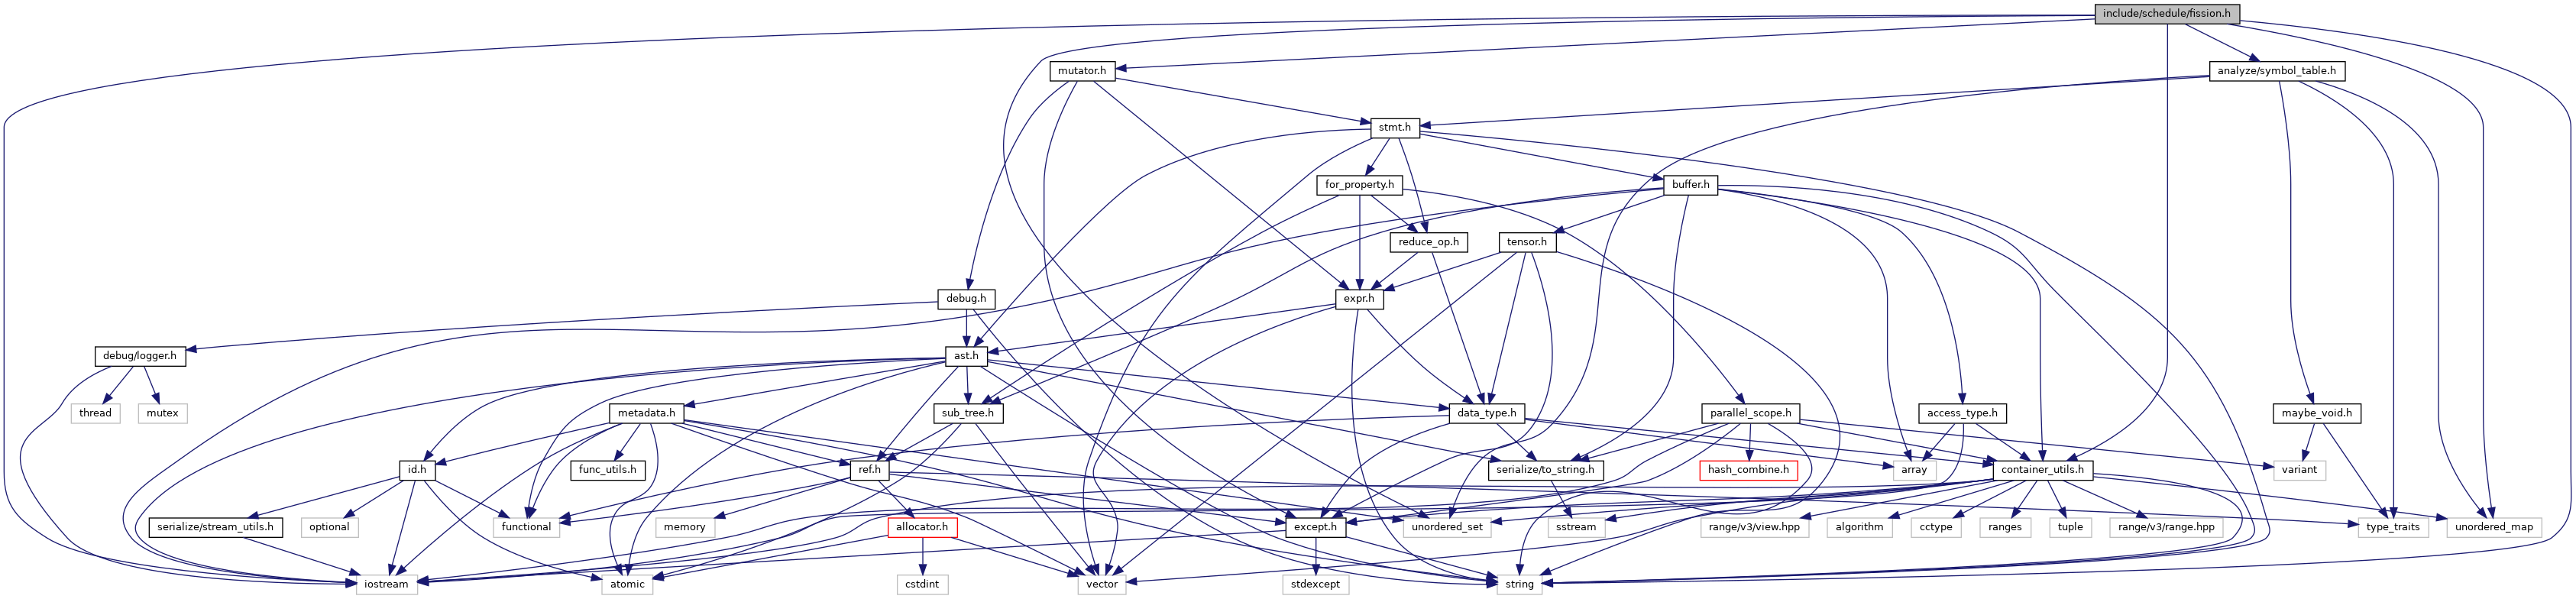 include/schedule/fission.h
mutator.h
analyze/symbol_table.h
stmt.h
for_property.h
buffer.h
reduce_op.h
tensor.h
debug.h
expr.h
debug/logger.h
ast.h
thread
mutex
metadata.h
sub_tree.h
data_type.h
parallel_scope.h
access_type.h
maybe_void.h
id.h
func_utils.h
ref.h
serialize/to_string.h
hash_combine.h
array
container_utils.h
variant
serialize/stream_utils.h
optional
functional
memory
allocator.h
except.h
unordered_set
sstream
range/v3/view.hpp
algorithm
cctype
ranges
tuple
range/v3/range.hpp
type_traits
unordered_map
iostream
atomic
cstdint
vector
stdexcept
string